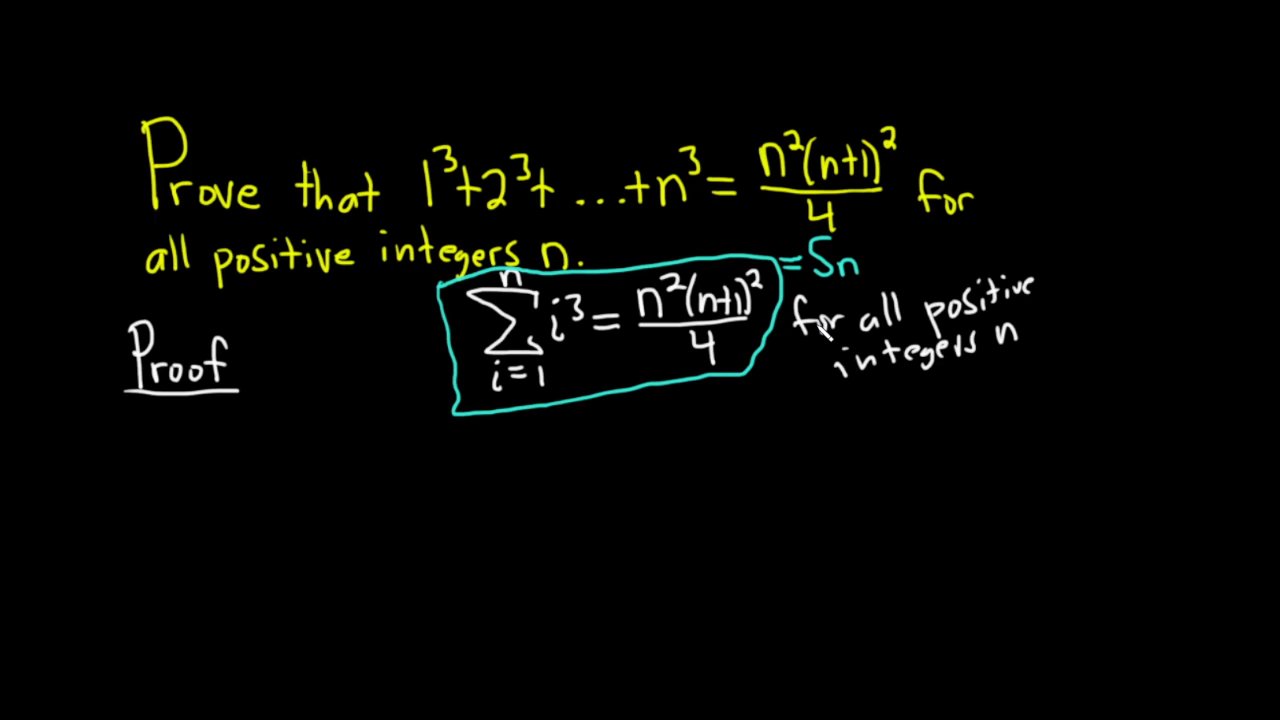 Prove that 1³+2³+ ...+n³ = n²(n+1)²/4 for
all positive integers n.
= Sn
Proof
n
∑ i³ = n²(n+1)²/4 for all positive
i=1
integers n